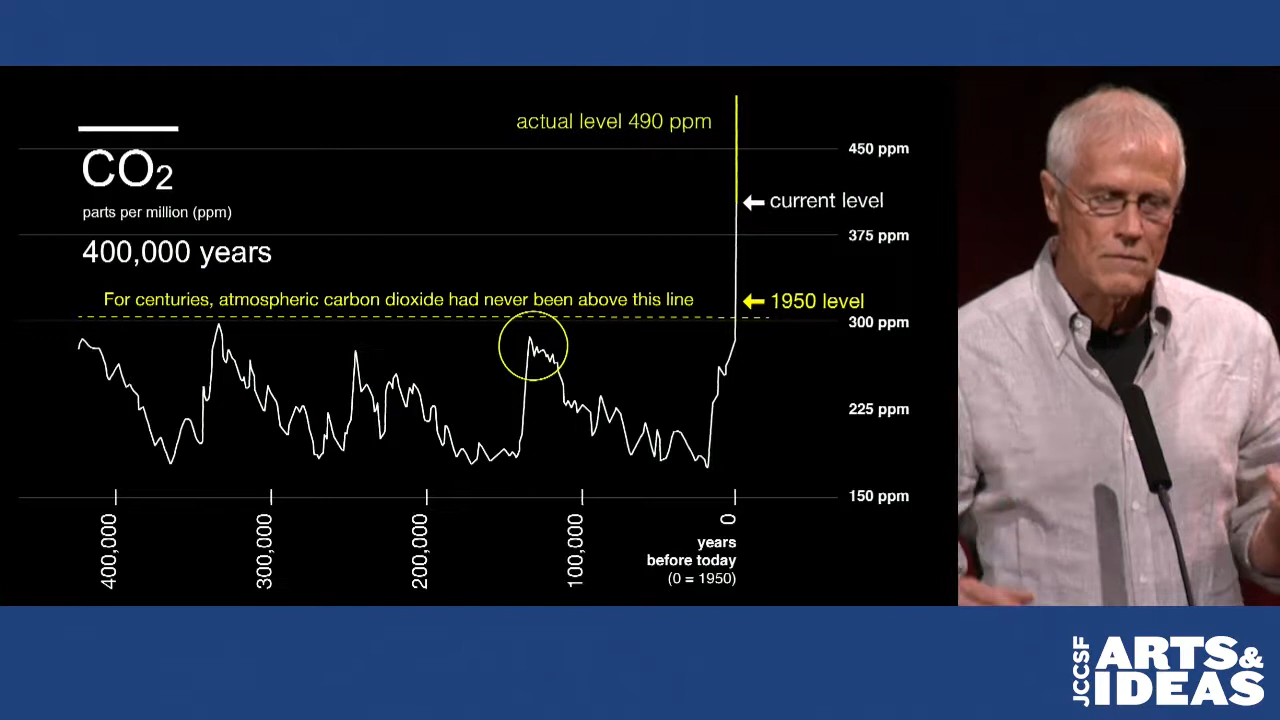 actual level 490 ppm
450 ppm
CO2
current level
parts per million (ppm)
375 ppm
400,000 years
For centuries, atmospheric carbon dioxide had never been above this line
1950 level
300 ppm
225 ppm
150 ppm
400,000
300,000
200,000
100,000
0
years
before today
(0 = 1950)
JCCSF
ARTS&
IDEAS